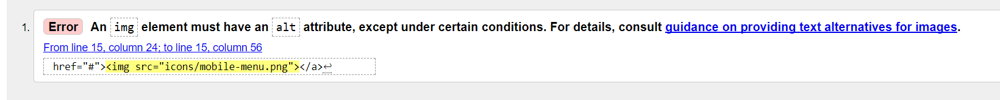 1. Error An img element must have an alt attribute, except under certain conditions. For details, consult guidance on providing text alternatives for images.
From line 15, column 24; to line 15, column 56
href="#"><img src="icons/mobile-menu.png"></a>↩